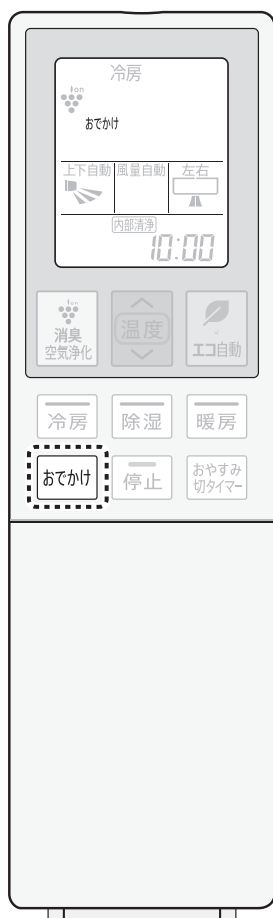 冷房
Ion
おでかけ
上下自動 風量自動 左右
内部清浄
10:00
Ion
消臭
空気浄化
温度
エコ自動
冷房 除湿 暖房
おでかけ 停止 おやすみ
切タイマー